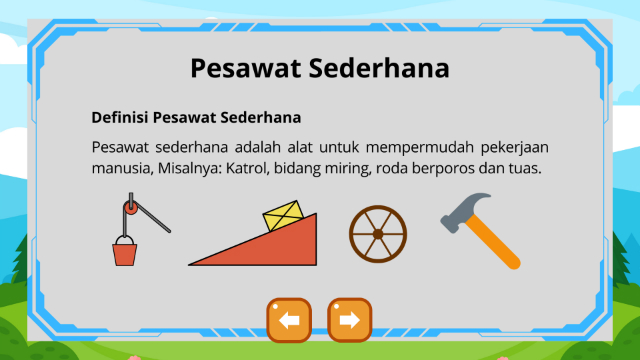 Pesawat Sederhana
Definisi Pesawat Sederhana
Pesawat sederhana adalah alat untuk mempermudah pekerjaan
manusia, Misalnya: Katrol, bidang miring, roda berporos dan tuas.